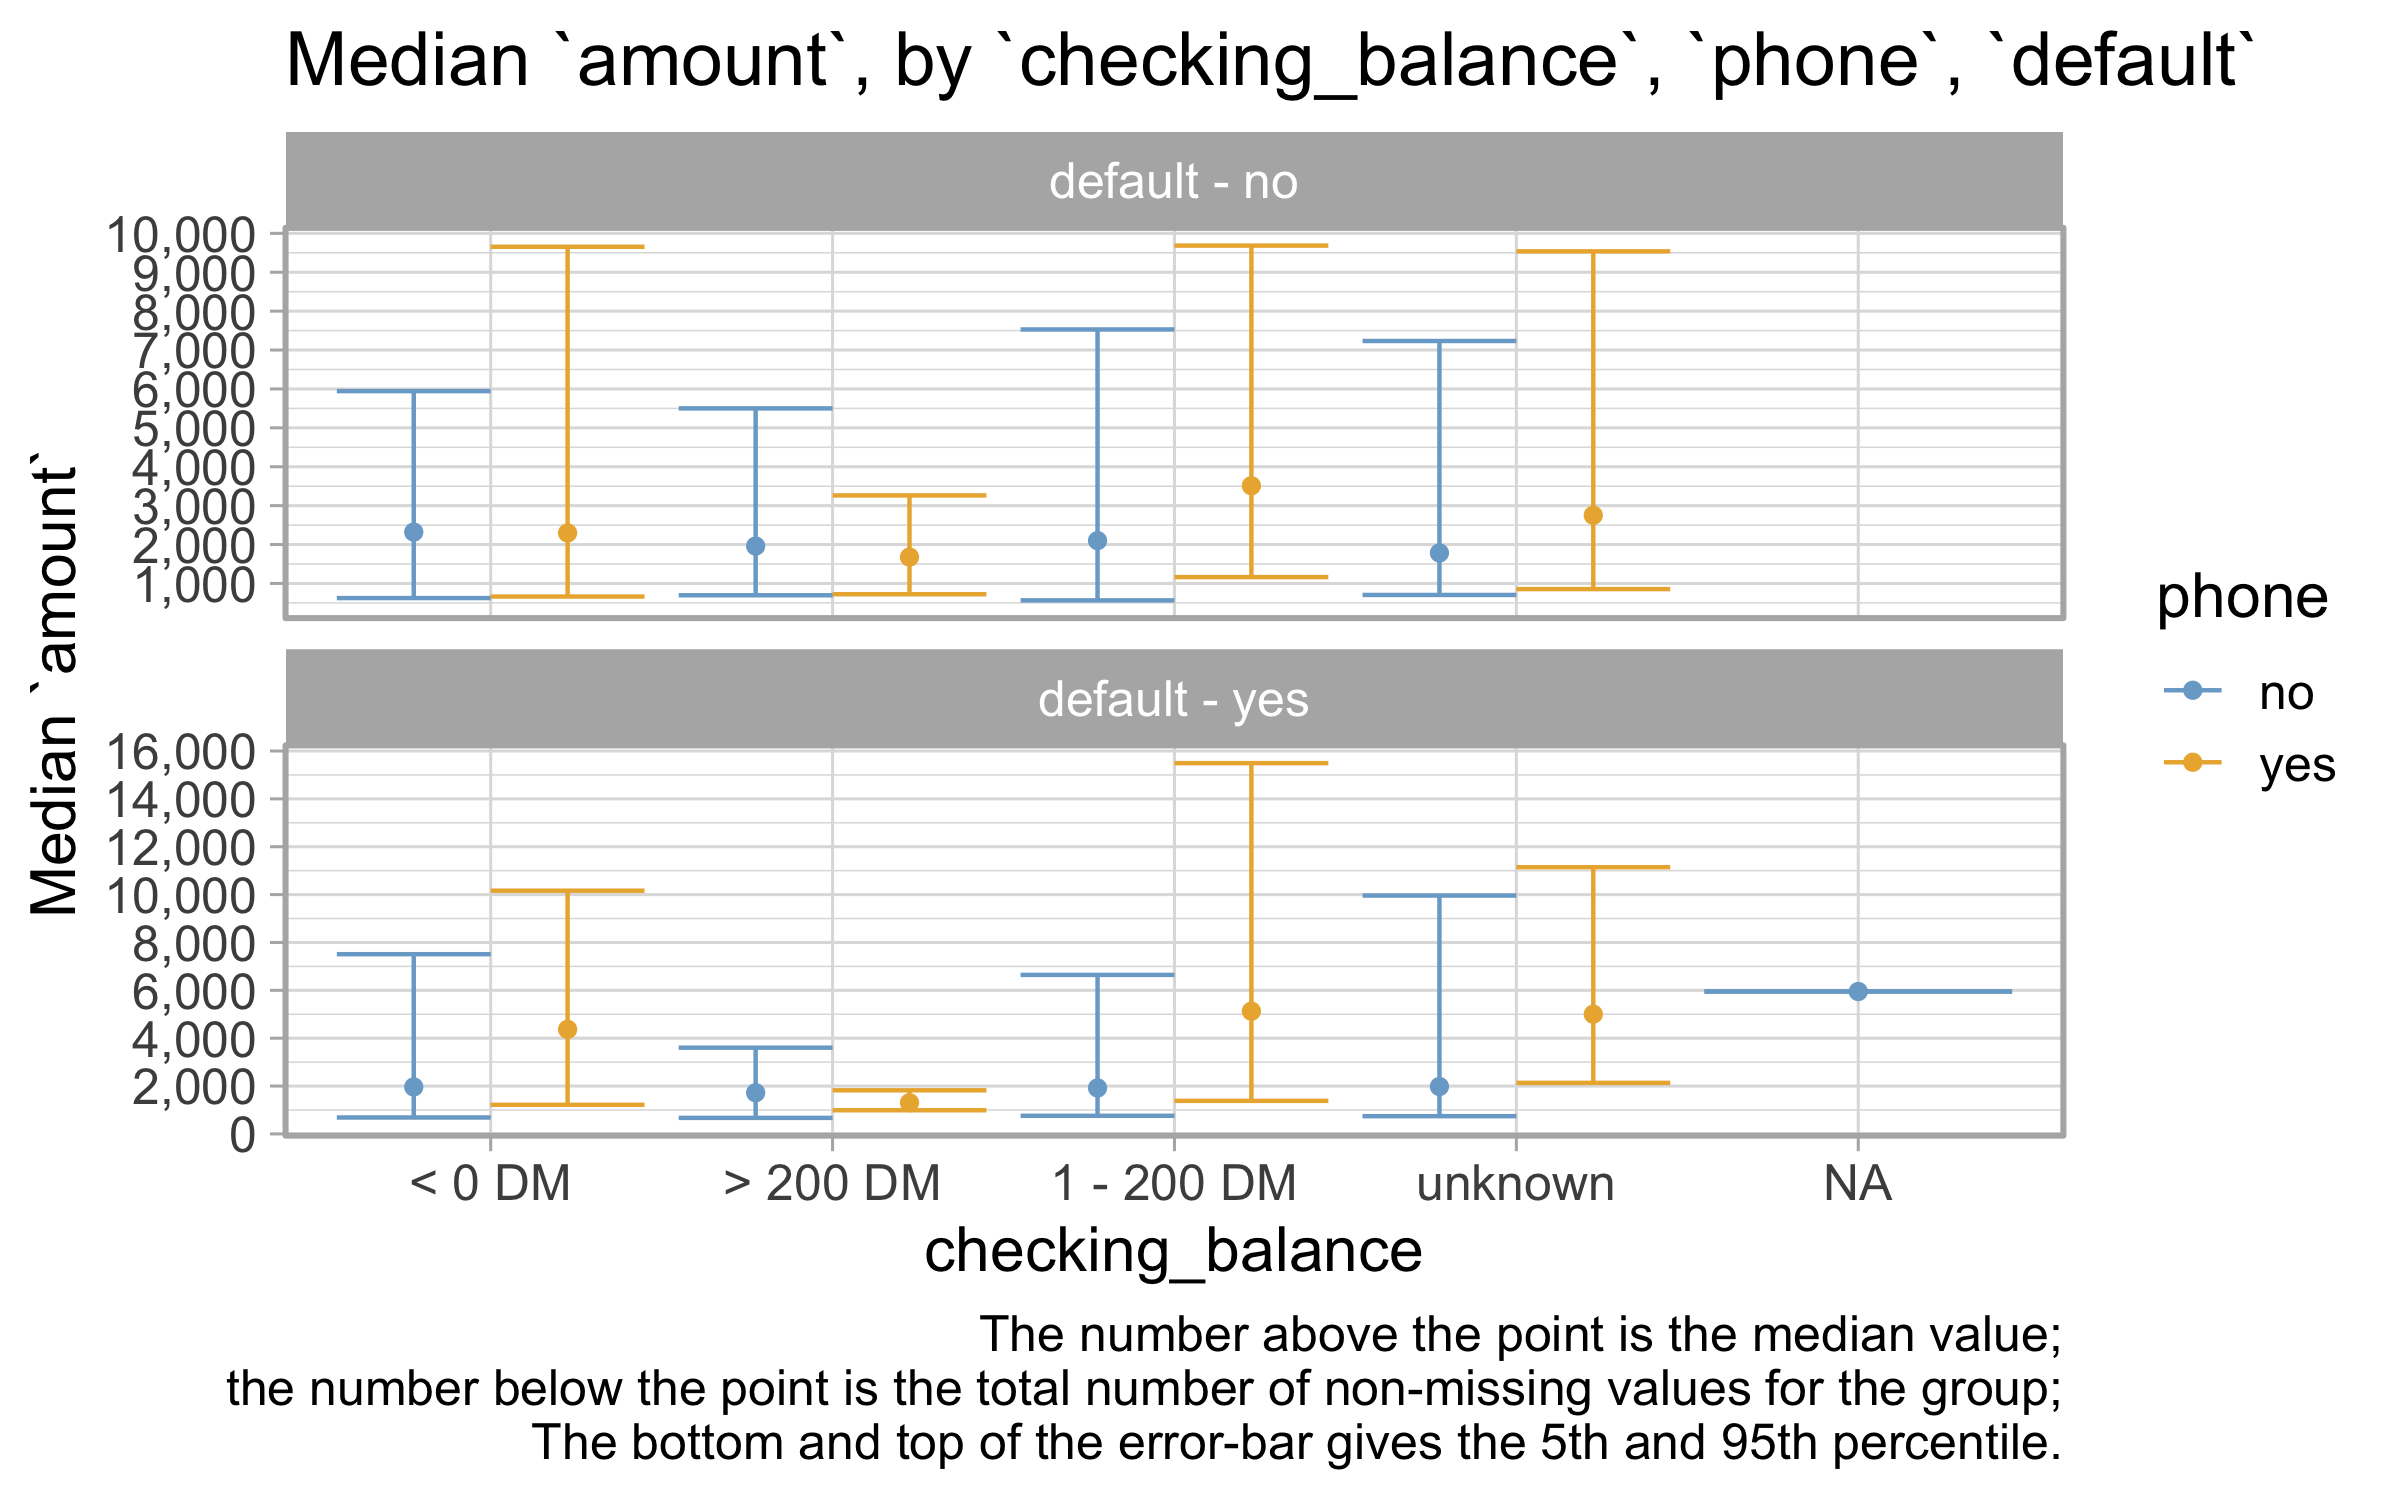 Median `amount`, by `checking_balance`, `phone`, `default`
default - no
10,000
9,000
8,000
7,000
6,000
5,000
4,000
3,000
2,000
1,000
default - yes
16,000
14,000
12,000
10,000
8,000
6,000
4,000
2,000
0
Median `amount`
< 0 DM
> 200 DM
1 - 200 DM
unknown
NA
checking_balance
phone
no
yes
The number above the point is the median value;
the number below the point is the total number of non-missing values for the group;
The bottom and top of the error-bar gives the 5th and 95th percentile.